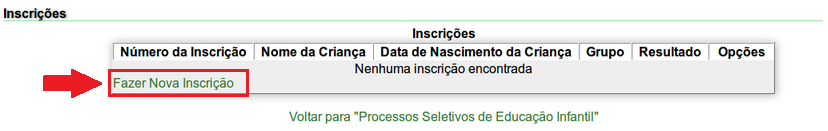 Inscrições
Inscrições
Número da Inscrição Nome da Criança Data de Nascimento da Criança Grupo Resultado Opções
Nenhuma inscrição encontrada
Fazer Nova Inscrição
Voltar para "Processos Seletivos de Educação Infantil"